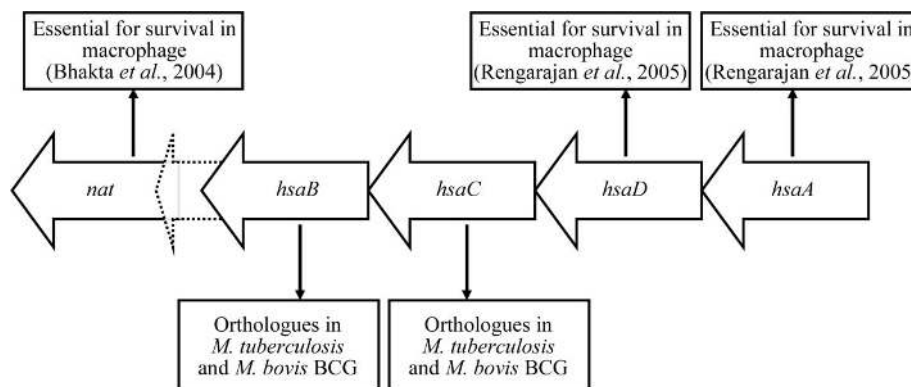 Essential for survival in
macrophage
(Bhakta et al., 2004)
Essential for survival in
macrophage
(Rengarajan et al., 2005)
Essential for survival in
macrophage
(Rengarajan et al., 2005
nat
hsaB
hsaC
hsaD
hsaA
Orthologues in
M. tuberculosis
and M. bovis BCG
Orthologues in
M. tuberculosis
and M. bovis BCG